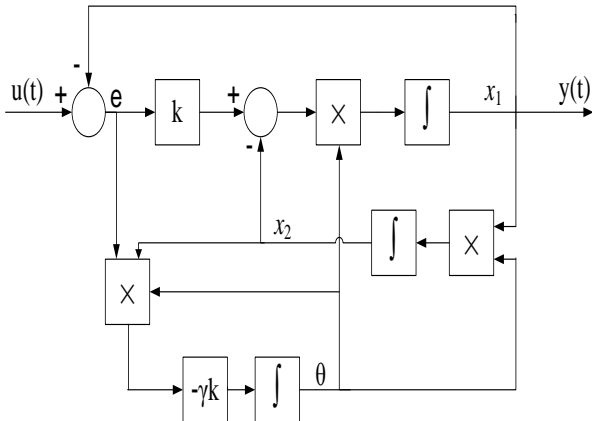 -
u(t) + e k + × ∫ x₁ y(t)
-
x₂ ∫ ×
×
-γk ∫ θ